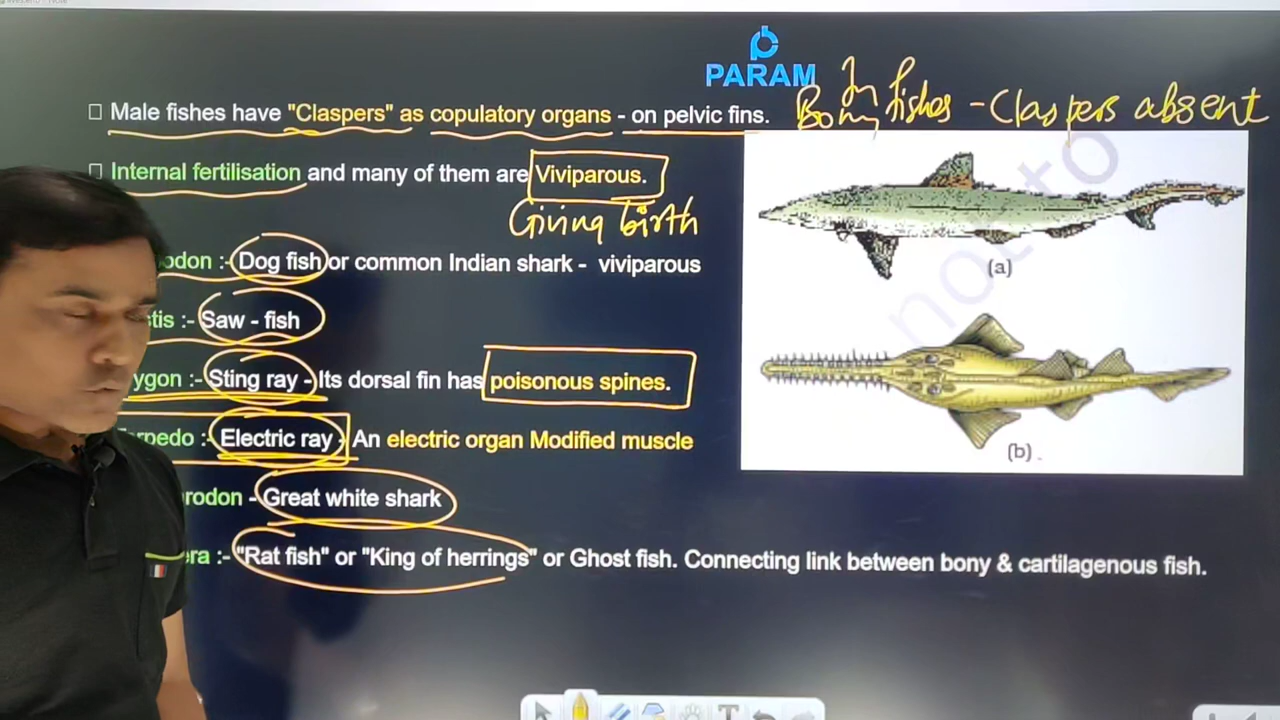 PARAM
In
Male fishes have "Claspers" as copulatory organs - on pelvic fins.
Bony fishes - Claspers absent
Internal fertilisation and many of them are Viviparous.
Giving birth
odon :- Dog fish or common Indian shark - viviparous
(a)
tis :- Saw - fish
ygon :- Sting ray - Its dorsal fin has poisonous spines.
rpedo :- Electric ray - An electric organ Modified muscle
(b) .
rodon - Great white shark
era :- "Rat fish" or "King of herrings" or Ghost fish. Connecting link between bony & cartilagenous fish.
T